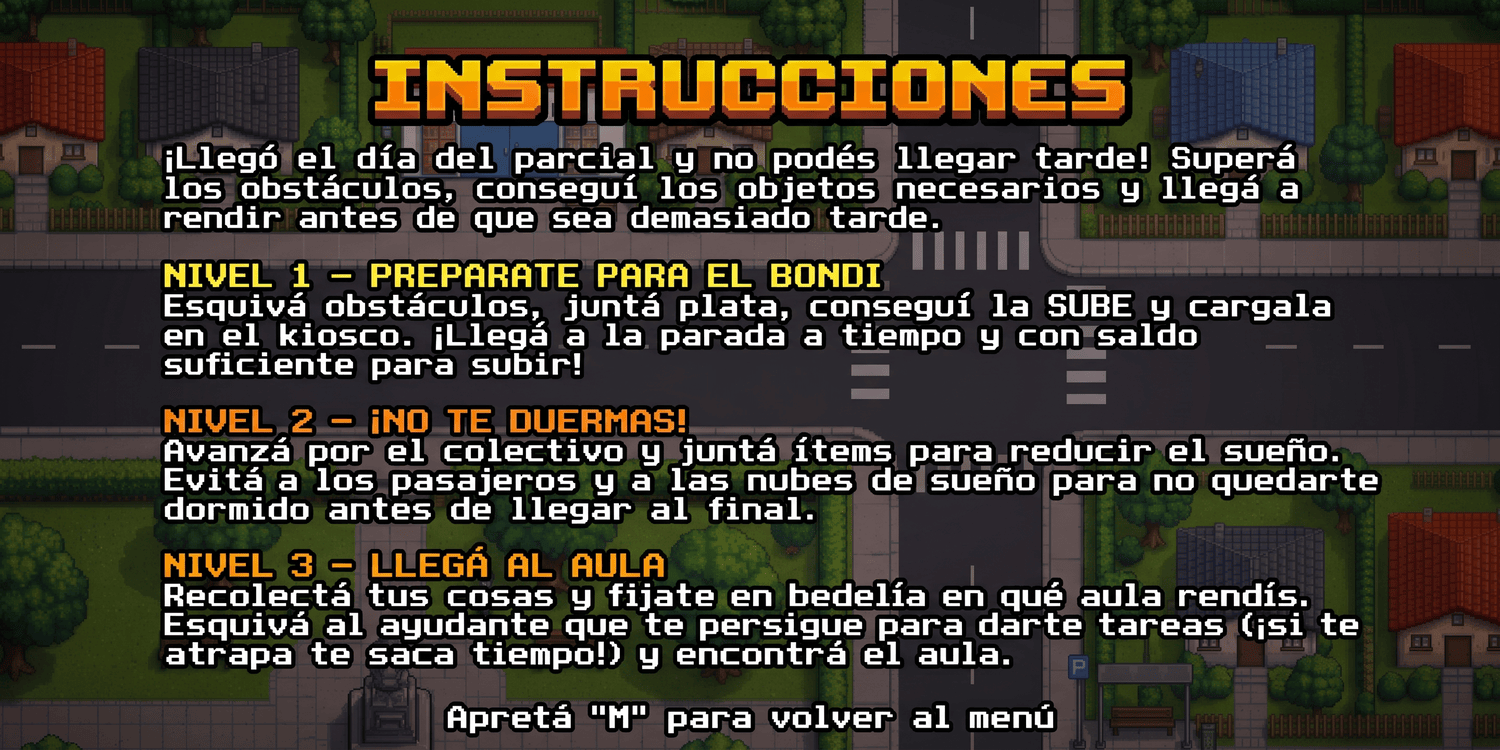 INSTRUCCIONES
¡Llegó el día del parcial y no podés llegar tarde! Superá
los obstáculos, conseguí los objetos necesarios y llegá a
rendir antes de que sea demasiado tarde.
NIVEL 1 – PREPARATE PARA EL BONDI
Esquivá obstáculos, juntá plata, conseguí la SUBE y cargala
en el kiosco. ¡Llegá a la parada a tiempo y con saldo
suficiente para subir!
NIVEL 2 – ¡NO TE DUERMAS!
Avanzá por el colectivo y juntá ítems para reducir el sueño.
Evitá a los pasajeros y a las nubes de sueño para no quedarte
dormido antes de llegar al final.
NIVEL 3 – LLEGÁ AL AULA
Recolectá tus cosas y fijate en bedelía en qué aula rendís.
Esquivá al ayudante que te persigue para darte tareas (¡si te
atrapa te saca tiempo!) y encontrá el aula.
P
Apretá "M" para volver al menú